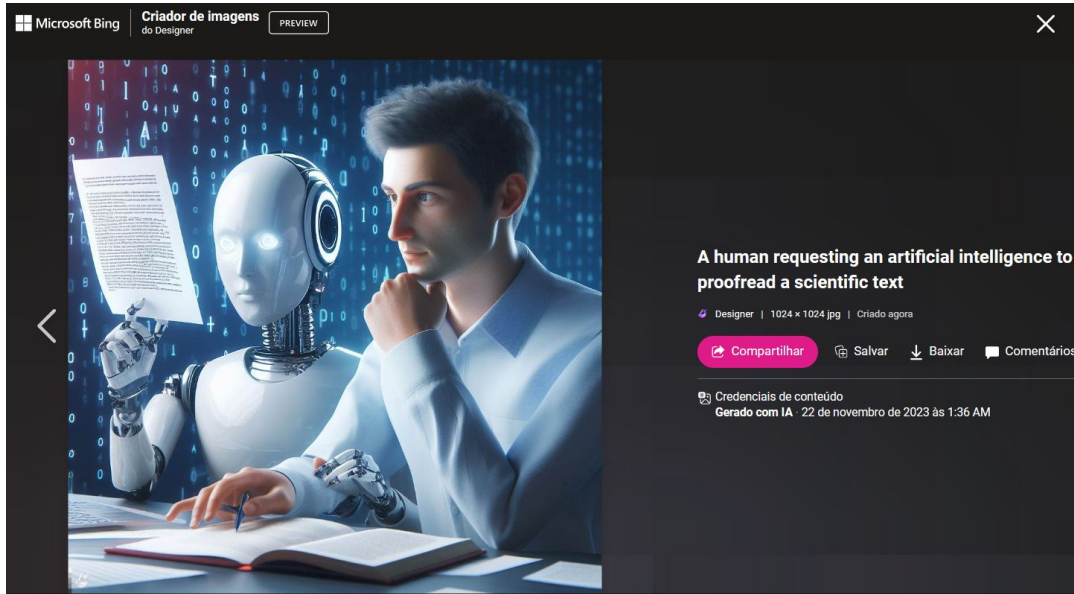 Microsoft Bing
Criador de imagens
do Designer
PREVIEW
A human requesting an artificial intelligence to
proofread a scientific text
Designer | 1024 × 1024 jpg | Criado agora
Compartilhar
Salvar
Baixar
Comentários
Credenciais de conteúdo
Gerado com IA · 22 de novembro de 2023 às 1:36 AM